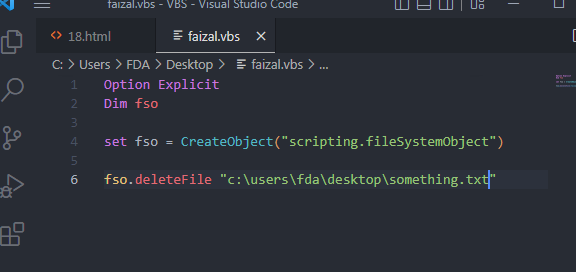 faizal.vbs - VBS - Visual Studio Code
18.html
faizal.vbs
C: > Users > FDA > Desktop > faizal.vbs > ...
1 Option Explicit
2 Dim fso
3
4 set fso = CreateObject("scripting.fileSystemObject")
5
6 fso.deleteFile "c:\users\fda\desktop\something.txt"